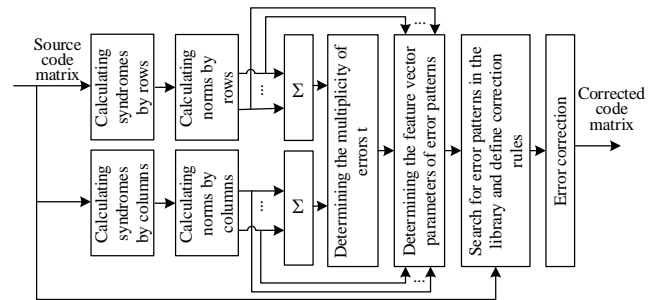 Source code
matrix
Calculating
syndromes
by rows
Calculating
norms by
rows
...
Σ
Calculating
syndromes
by columns
Calculating
norms by
columns
...
Σ
Determining the multiplicity of
errors t
...
Determining the feature vector
parameters of error patterns
...
Search for error patterns in the
library and define correction
rules
Error correction
Corrected
code
matrix